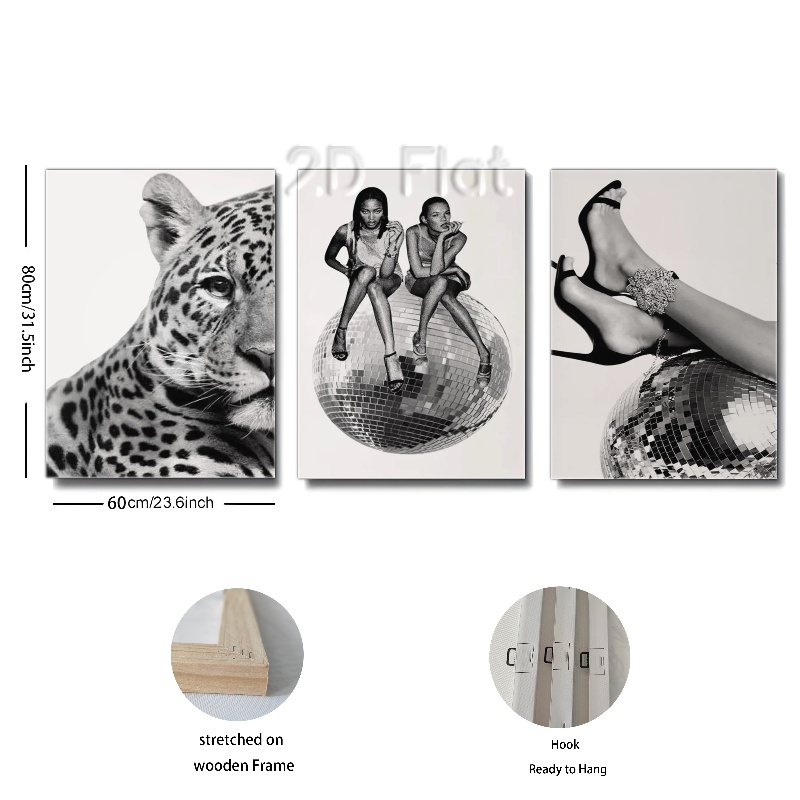 2D Flat
80cm/31.5inch
60cm/23.6inch
stretched on
wooden Frame
Hook
Ready to Hang